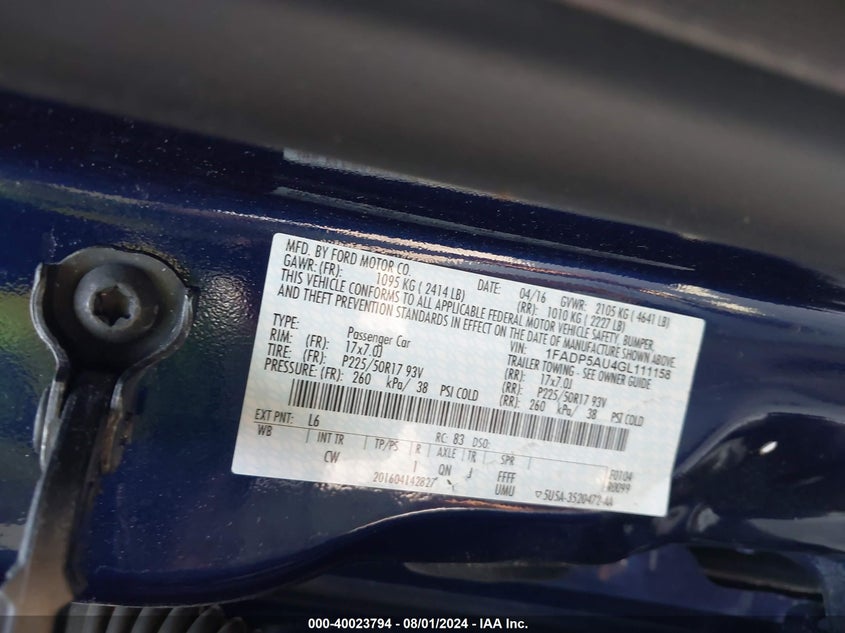 MFD. BY FORD MOTOR CO.
DATE: 04/16 GVWR: 2105 KG ( 4641 LB)
GAWR: (FR): 1095 KG ( 2414 LB) (RR): 1010 KG ( 2227 LB)
THIS VEHICLE CONFORMS TO ALL APPLICABLE FEDERAL MOTOR VEHICLE SAFETY, BUMPER,
AND THEFT PREVENTION STANDARDS IN EFFECT ON THE DATE OF MANUFACTURE SHOWN ABOVE.
VIN: 1FADP5AU4GL111158
TYPE: Passenger Car TRAILER TOWING - SEE OWNER GUIDE
RIM: (FR): 17x7.0J (RR): 17x7.0J
TIRE: (FR): P225/50R17 93V (RR): P225/50R17 93V
PRESSURE: (FR): 260 kPa/ 38 PSI COLD (RR): 260 kPa/ 38 PSI COLD
EXT PNT: L6 RC: 83 DSO:
WB INT TR TP/PS R AXLE TR SPR
CW I QN J FFFF F0104
UMU R0099
201604142827 5U5A-3520472-AA
000-40023794 - 08/01/2024 - IAA Inc.